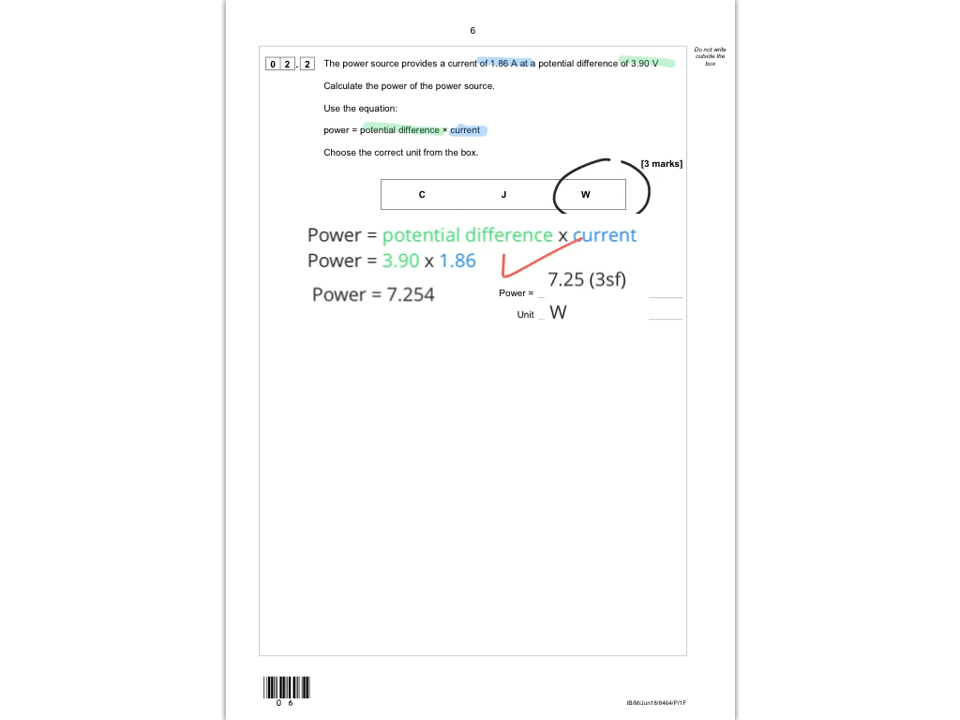 6
Do not write
outside the
box
0 2 . 2 The power source provides a current of 1.86 A at a potential difference of 3.90 V
Calculate the power of the power source.
Use the equation:
power = potential difference × current
Choose the correct unit from the box.
[3 marks]
C J W
Power = potential difference x current
Power = 3.90 x 1.86
Power = 7.254
Power = 7.25 (3sf)
Unit W
0 6
IB/M/Jun18/8464/P/1F